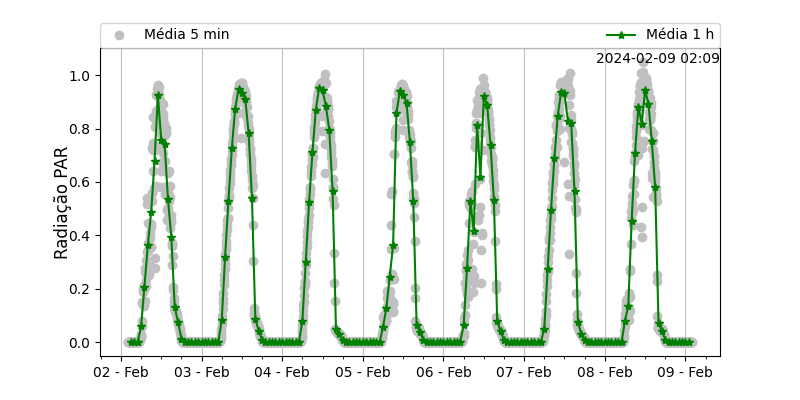 Média 5 min
Média 1 h
2024-02-09 02:09
Radiação PAR
1.0
0.8
0.6
0.4
0.2
0.0
02 - Feb
03 - Feb
04 - Feb
05 - Feb
06 - Feb
07 - Feb
08 - Feb
09 - Feb